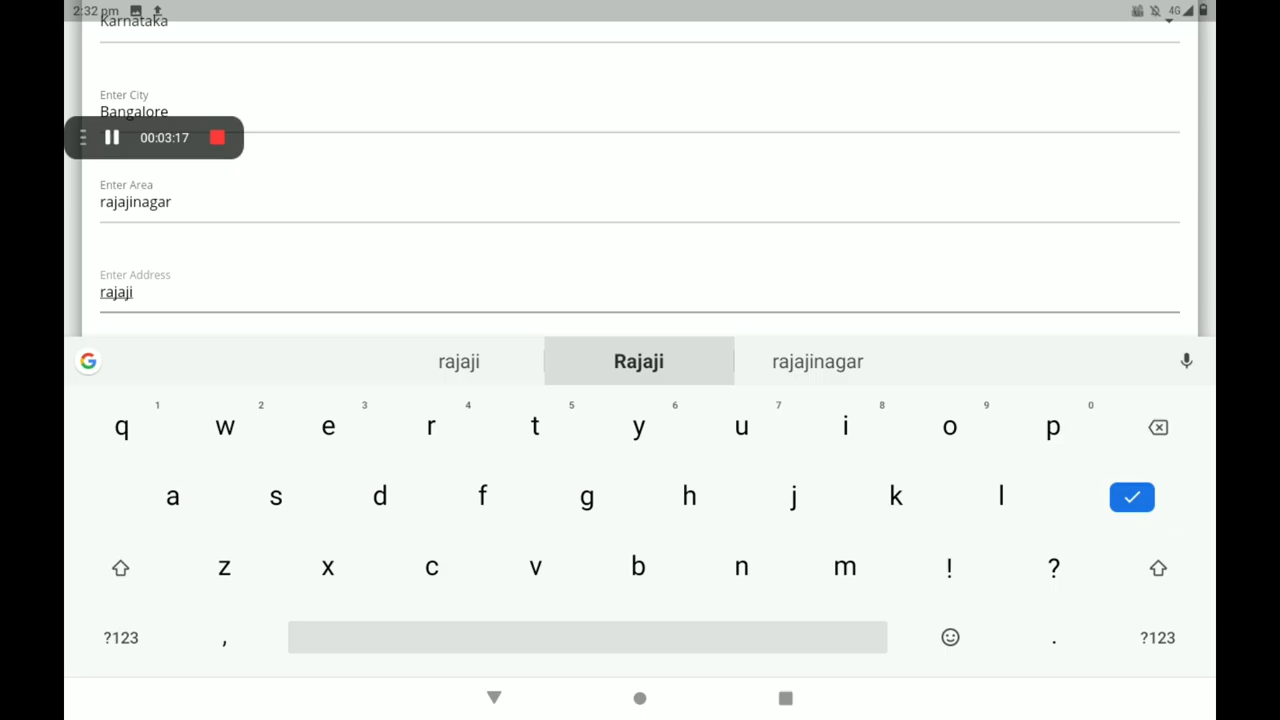 2:32 pm 4G
Karnataka
Enter City
Bangalore
00:03:17
Enter Area
rajajinagar
Enter Address
rajaji
G rajaji Rajaji rajajinagar
1 2 3 4 5 6 7 8 9 0
q w e r t y u i o p
a s d f g h j k l
z x c v b n m ! ?
?123 , . ?123